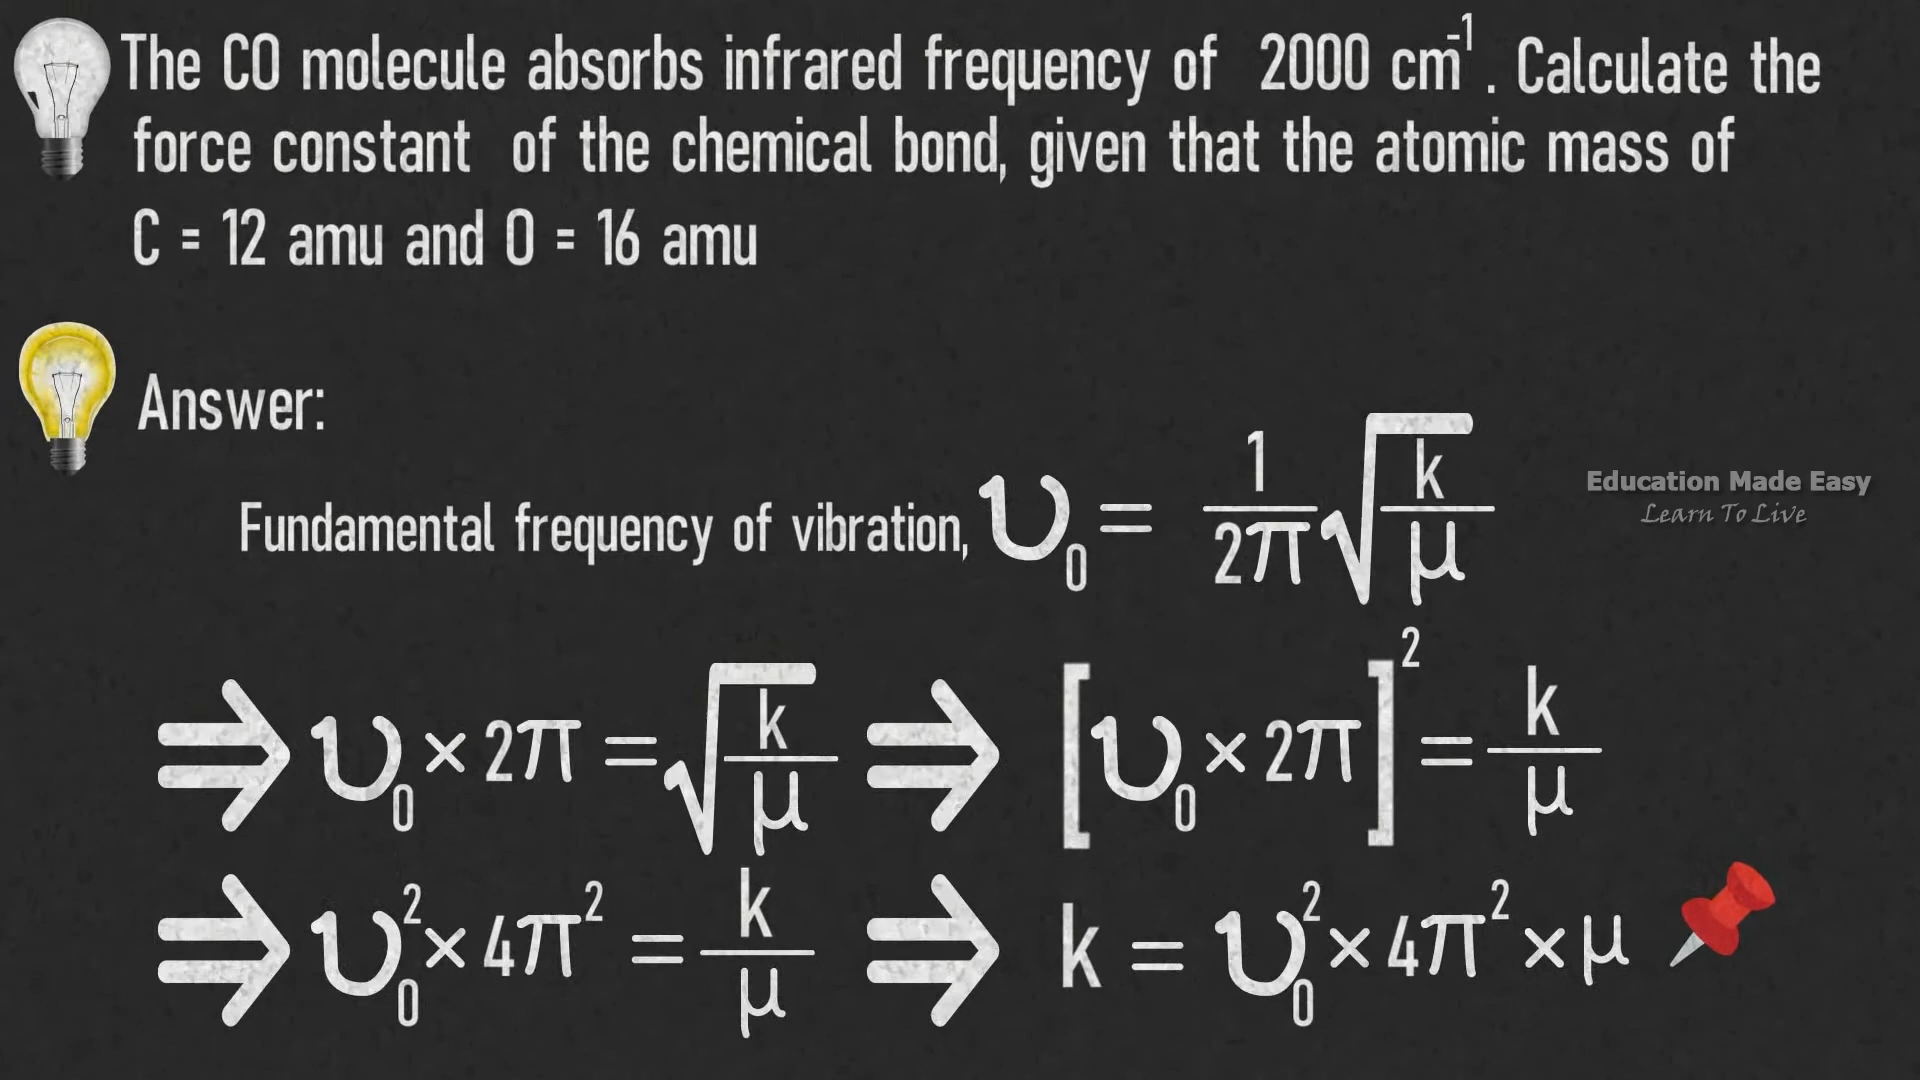 The CO molecule absorbs infrared frequency of 2000 cm⁻¹. Calculate the
force constant of the chemical bond, given that the atomic mass of
C = 12 amu and O = 16 amu
Answer:
Fundamental frequency of vibration, υ₀ = 1/2π √(k/μ)
Education Made Easy
Learn To Live
⇒ υ₀ × 2π = √(k/μ) ⇒ [υ₀ × 2π]² = k/μ
⇒ υ₀² × 4π² = k/μ ⇒ k = υ₀² × 4π² × μ